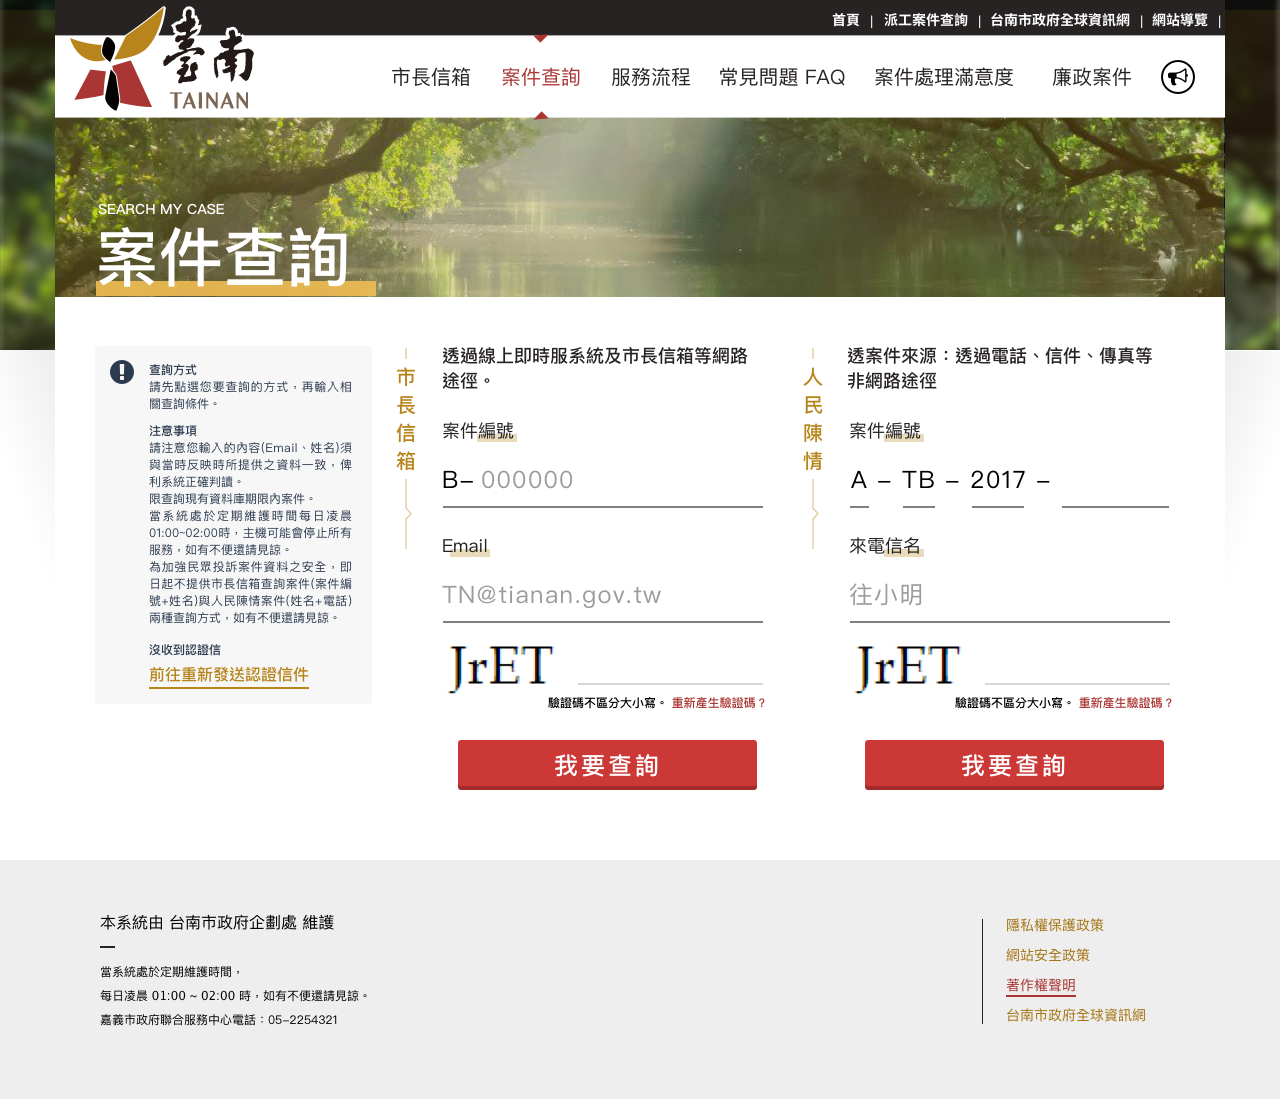 首頁 | 派工案件查詢 | 台南市政府全球資訊網 | 網站導覽 |
臺南
TAINAN
市長信箱 案件查詢 服務流程 常見問題 FAQ 案件處理滿意度 廉政案件
SEARCH MY CASE
案件查詢
查詢方式
請先點選您要查詢的方式，再輸入相
關查詢條件。
注意事項
請注意您輸入的內容(Email、姓名)須
與當時反映時所提供之資料一致，俾
利系統正確判讀。
限查詢現有資料庫期限內案件。
當系統處於定期維護時間每日凌晨
01:00~02:00時，主機可能會停止所有
服務，如有不便還請見諒。
為加強民眾投訴案件資料之安全，即
日起不提供市長信箱查詢案件(案件編
號+姓名)與人民陳情案件(姓名+電話)
兩種查詢方式，如有不便還請見諒。
沒收到認證信
前往重新發送認證信件
市長信箱
透過線上即時服系統及市長信箱等網路
途徑。
案件編號
B– 000000
Email
TN@tianan.gov.tw
JrET
驗證碼不區分大小寫。 重新產生驗證碼？
我要查詢
人民陳情
透案件來源：透過電話、信件、傳真等
非網路途徑
案件編號
A – TB – 2017 –
來電信名
往小明
JrET
驗證碼不區分大小寫。 重新產生驗證碼？
我要查詢
本系統由 台南市政府企劃處 維護
當系統處於定期維護時間，
每日凌晨 01:00 ~ 02:00 時，如有不便還請見諒。
嘉義市政府聯合服務中心電話：05-2254321
隱私權保護政策
網站安全政策
著作權聲明
台南市政府全球資訊網